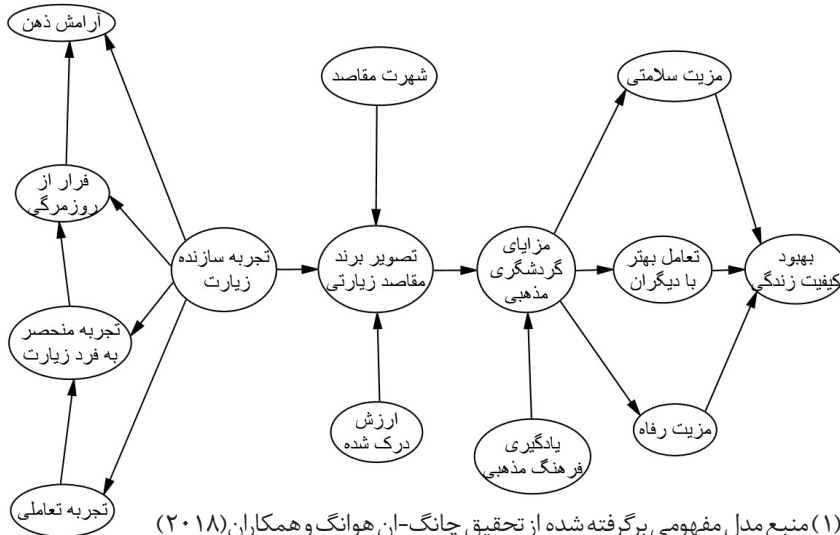 آرامش ذهن
شهرت مقاصد
مزیت سلامتی
فرار از
روزمرگی
تجربه سازنده
زیارت
تصویر برند
مقاصد زیارتی
مزایای
گردشگری
مذهبی
تعامل بهتر
با دیگران
بهبود
کیفیت زندگی
تجربه منحصر
به فرد زیارت
ارزش
درک شده
یادگیری
فرهنگ مذهبی
مزیت رفاه
تجربه تعاملی
(۱) منبع مدل مفهومی برگرفته شده از تحقیق چانگ-ان هوانگ و همکاران(۲۰۱۸)